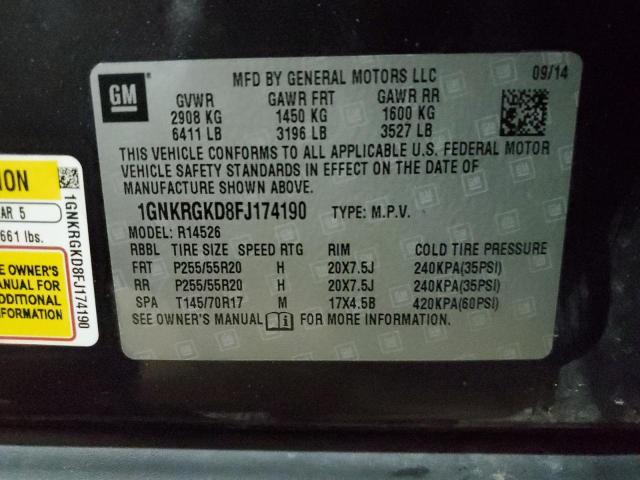 GM
MFD BY GENERAL MOTORS LLC 09/14
GVWR GAWR FRT GAWR RR
2908 KG 1450 KG 1600 KG
6411 LB 3196 LB 3527 LB
THIS VEHICLE CONFORMS TO ALL APPLICABLE U.S. FEDERAL MOTOR
VEHICLE SAFETY STANDARDS IN EFFECT ON THE DATE OF
MANUFACTURE SHOWN ABOVE.
1GNKRGKD8FJ174190 TYPE: M.P.V.
MODEL: R14526
RBBL TIRE SIZE SPEED RTG RIM COLD TIRE PRESSURE
FRT P255/55R20 H 20X7.5J 240KPA(35PSI)
RR P255/55R20 H 20X7.5J 240KPA(35PSI)
SPA T145/70R17 M 17X4.5B 420KPA(60PSI)
SEE OWNER'S MANUAL FOR MORE INFORMATION.
ION
AR 5
661 lbs.
E OWNER'S
ANUAL FOR
DDITIONAL
FORMATION
1GNKRGKD8FJ174190